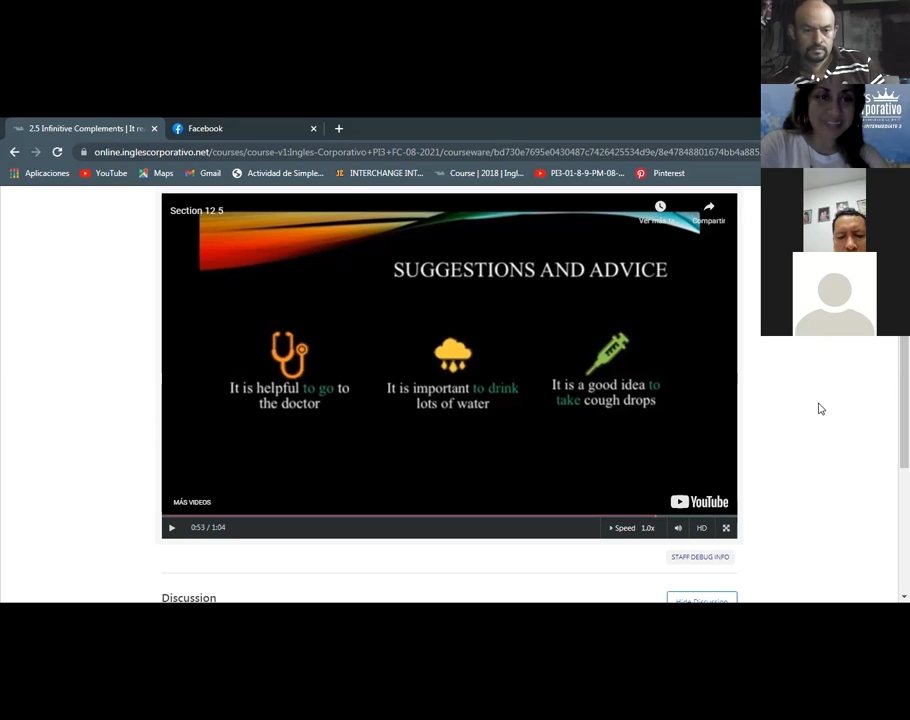 2.5 Infinitive Complements | It re
Facebook
online.inglescorporativo.net/courses/course-v1:Ingles-Corporativo+PI3+FC-08-2021/courseware/bd730e7695e0430487c7426425534d9e/8e47848801674bb4a885
Aplicaciones
YouTube
Maps
Gmail
Actividad de Simple...
INTERCHANGE INT...
Course | 2018 | Ingl...
PI3-01-8-9-PM-08-...
Pinterest
Section 12 5
Compartir
SUGGESTIONS AND ADVICE
It is helpful to go to
the doctor
It is important to drink
lots of water
It is a good idea to
take cough drops
MÁS VIDEOS
YouTube
0:53 / 1:04
Speed 1.0x
HD
STAFF DEBUG INFO
Discussion
Hide Discussion